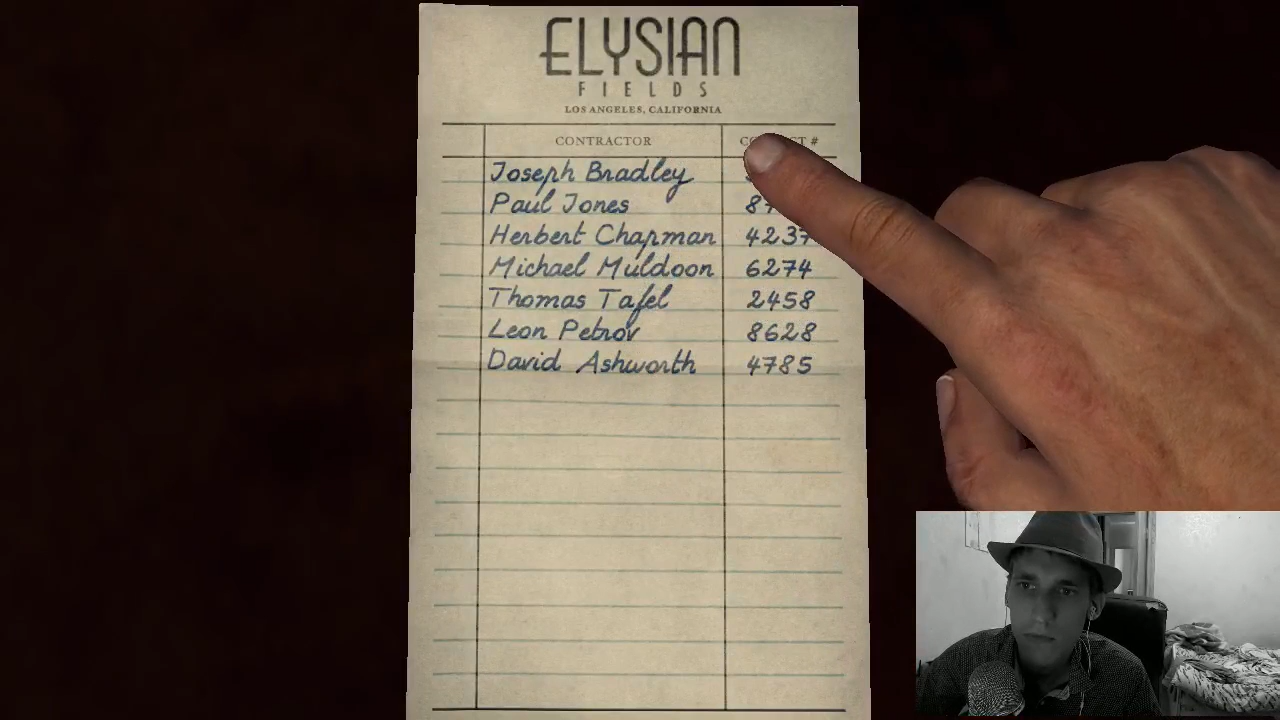 ELYSIAN
FIELDS
LOS ANGELES, CALIFORNIA
CONTRACTOR #
Joseph Bradley
Paul Jones
Herbert Chapman 4237
Michael Muldoon 6274
Thomas Tafel 2458
Leon Petrov 8628
David Ashworth 4785